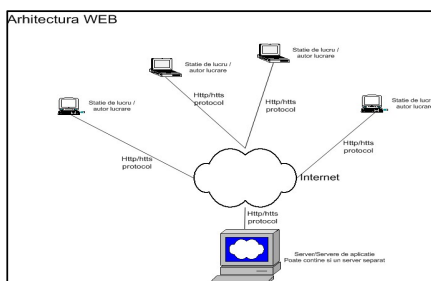 Arhitectura WEB
Statie de lucru /
autor lucrare
Statie de lucru /
autor lucrare
Statie de lucru /
autor lucrare
Statie de lucru
autor lucrare
Http/htts
protocol
Http/htts
protocol
Http/htts
protocol
Http/htts
protocol
Internet
Http/htts
protocol
Server/Servere de aplicatie
Poate contine si un server separat